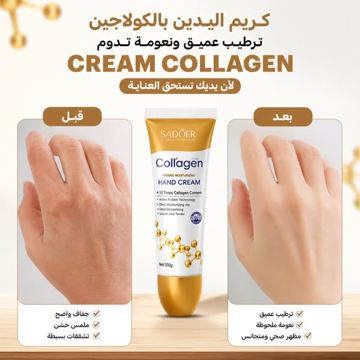 كريم اليدين بالكولاجين
ترطيب عميق ونعومة تدوم
CREAM COLLAGEN
لأن يديك تستحق العناية
قبل
بعد
SADOER
Collagen
HAND CREAM
Net 100g
جفاف واضح
ملمس خشن
تشققات بسيطة
ترطيب عميق
نعومة ملحوظة
مظهر صحي ومتجانس